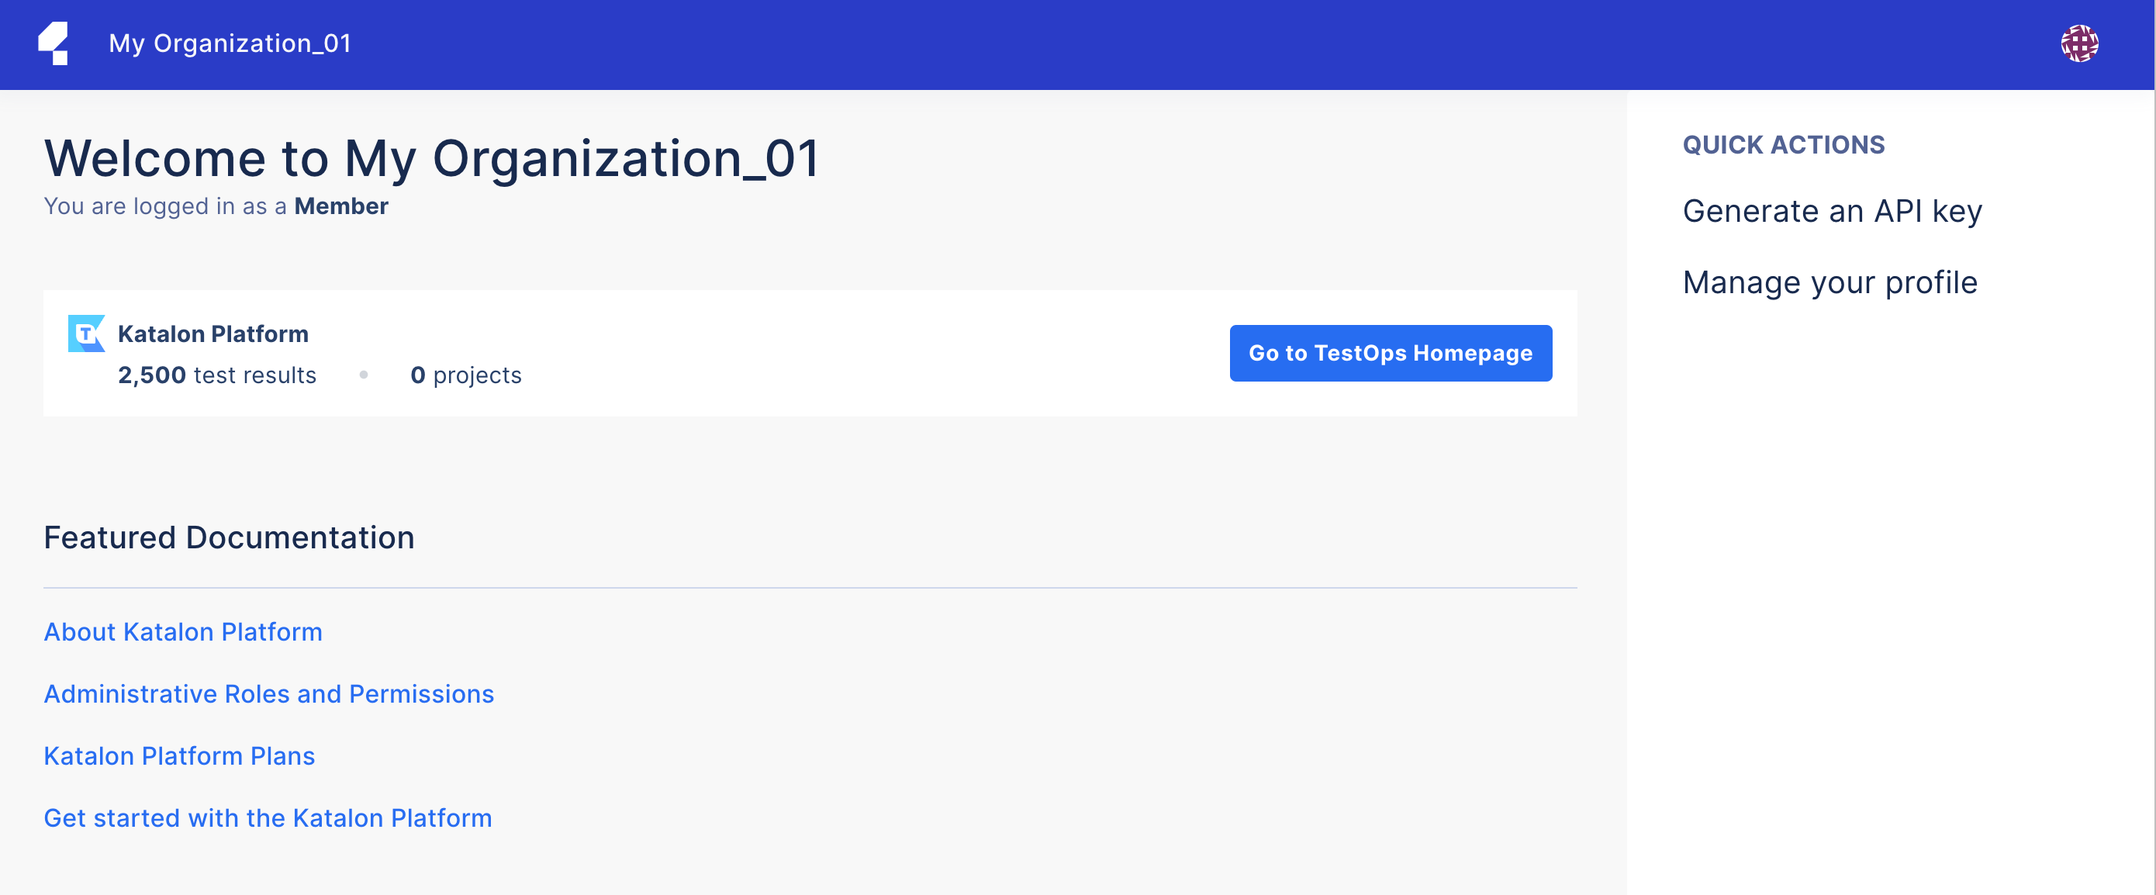 My Organization_01
Welcome to My Organization_01
You are logged in as a Member
T
Katalon Platform
2,500 test results • 0 projects
Go to TestOps Homepage
Featured Documentation
About Katalon Platform
Administrative Roles and Permissions
Katalon Platform Plans
Get started with the Katalon Platform
QUICK ACTIONS
Generate an API key
Manage your profile